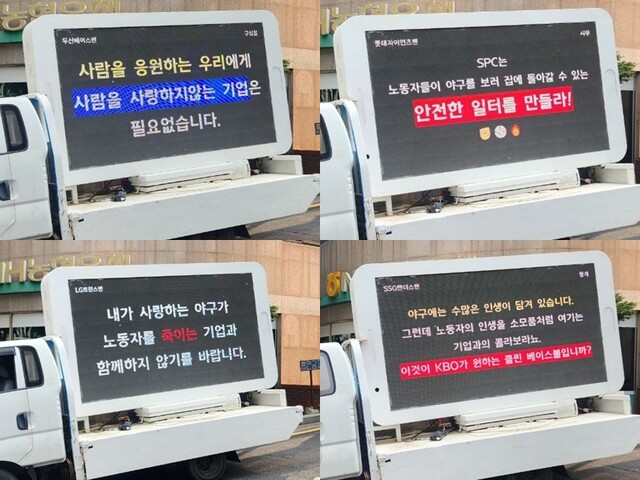 두산베어스팬
구심꿈
사람을 응원하는 우리에게
사람을 사랑하지않는 기업은
필요없습니다.
롯데자이언츠팬
사무
SPC는
노동자들이 야구를 보러 집에 돌아갈 수 있는
안전한 일터를 만들라!
✊⚾🔥
LG트윈스팬
내가 사랑하는 야구가
노동자를 죽이는 기업과
함께하지 않기를 바랍니다.
SSG랜더스팬
짱개
야구에는 수많은 인생이 담겨 있습니다.
그런데 노동자의 인생을 소모품처럼 여기는
기업과의 콜라보라뇨.
이것이 KBO가 원하는 클린 베이스볼입니까?